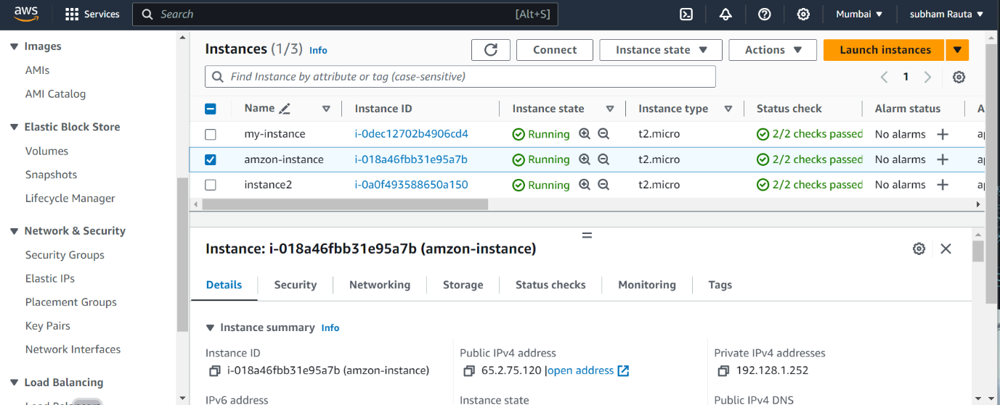 aws Services Search [Alt+S] Mumbai subham Rauta
Images
AMIs
AMI Catalog
Elastic Block Store
Volumes
Snapshots
Lifecycle Manager
Network & Security
Security Groups
Elastic IPs
Placement Groups
Key Pairs
Network Interfaces
Load Balancing
Load Balancers
Instances (1/3) Info Connect Instance state Actions Launch instances
Find Instance by attribute or tag (case-sensitive) 1
Name Instance ID Instance state Instance type Status check Alarm status A
my-instance i-0dec12702b4906cd4 Running t2.micro 2/2 checks passed No alarms
amzon-instance i-018a46fbb31e95a7b Running t2.micro 2/2 checks passed No alarms
instance2 i-0a0f493588650a150 Running t2.micro 2/2 checks passed No alarms
Instance: i-018a46fbb31e95a7b (amzon-instance)
Details Security Networking Storage Status checks Monitoring Tags
Instance summary Info
Instance ID Public IPv4 address Private IPv4 addresses
i-018a46fbb31e95a7b (amzon-instance) 65.2.75.120 |open address 192.128.1.252
IPv6 address Instance state Public IPv4 DNS